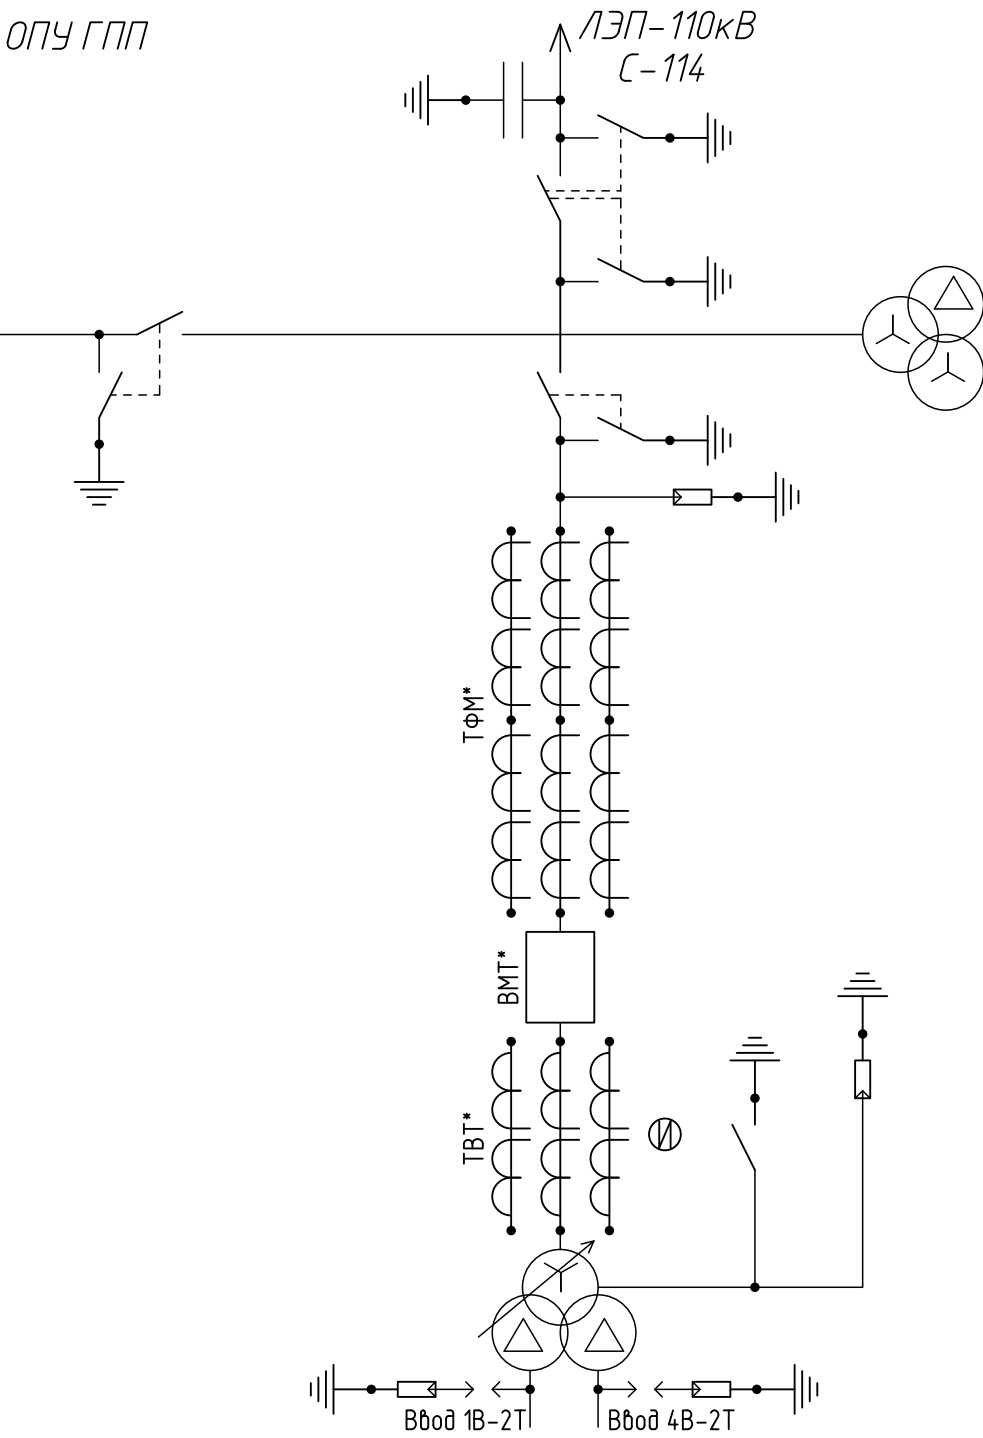 ОПУ ГПП
ЛЭП-110кВ
С-114
ТФМ*
ВМТ*
ТВТ*
Ввод 1В-2Т
Ввод 4В-2Т